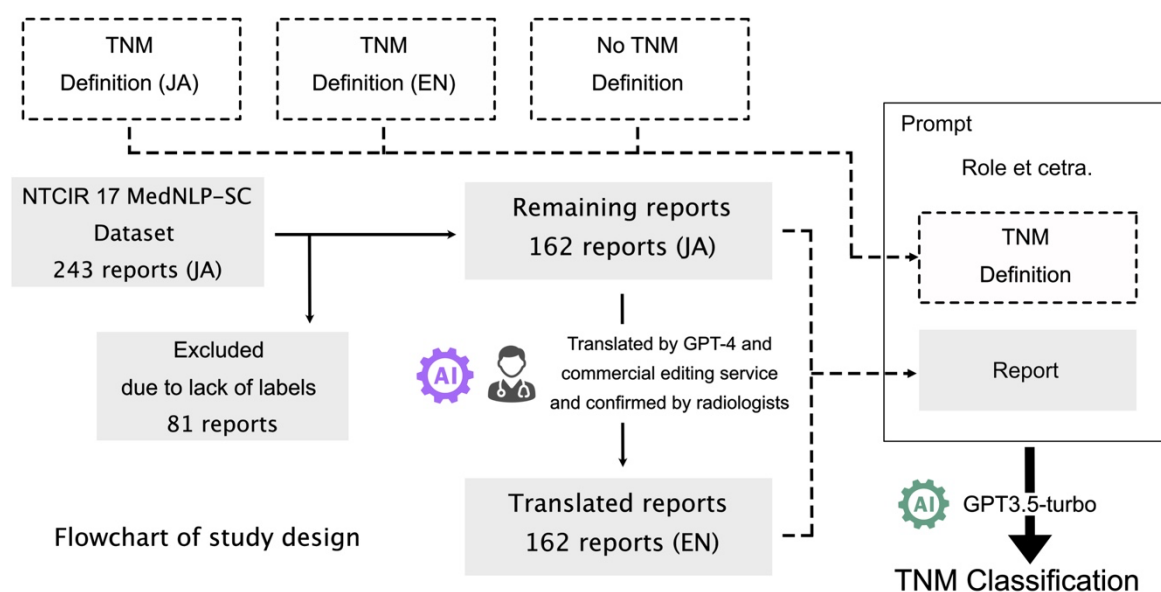 TNM
Definition (JA)
TNM
Definition (EN)
No TNM
Definition
Prompt
Role et cetra.
TNM
Definition
Report
NTCIR 17 MedNLP-SC
Dataset
243 reports (JA)
Remaining reports
162 reports (JA)
Excluded
due to lack of labels
81 reports
AI
Translated by GPT-4 and
commercial editing service
and confirmed by radiologists
Translated reports
162 reports (EN)
AI
GPT3.5-turbo
TNM Classification
Flowchart of study design